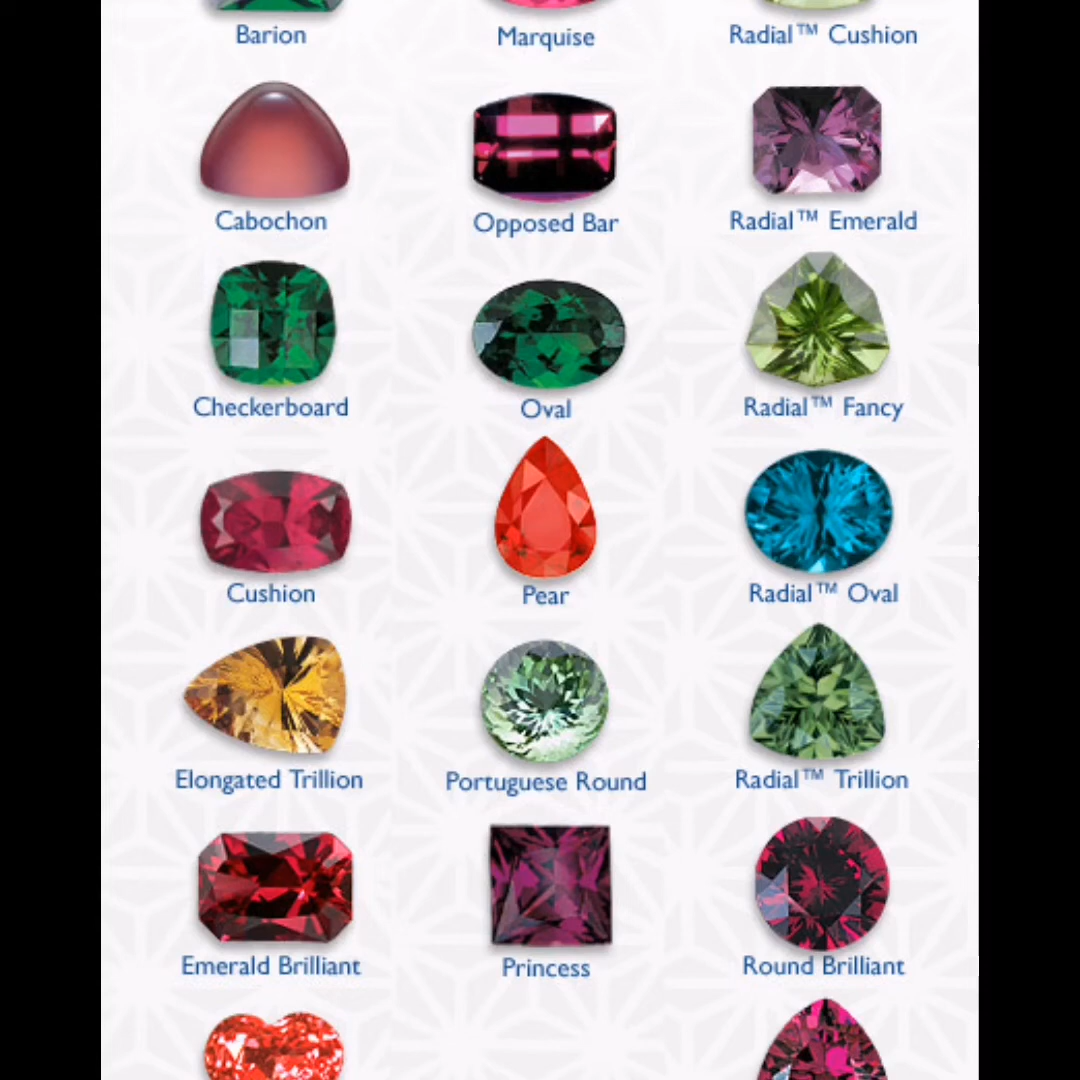 Barion
Marquise
Radial™ Cushion
Cabochon
Opposed Bar
Radial™ Emerald
Checkerboard
Oval
Radial™ Fancy
Cushion
Pear
Radial™ Oval
Elongated Trillion
Portuguese Round
Radial™ Trillion
Emerald Brilliant
Princess
Round Brilliant